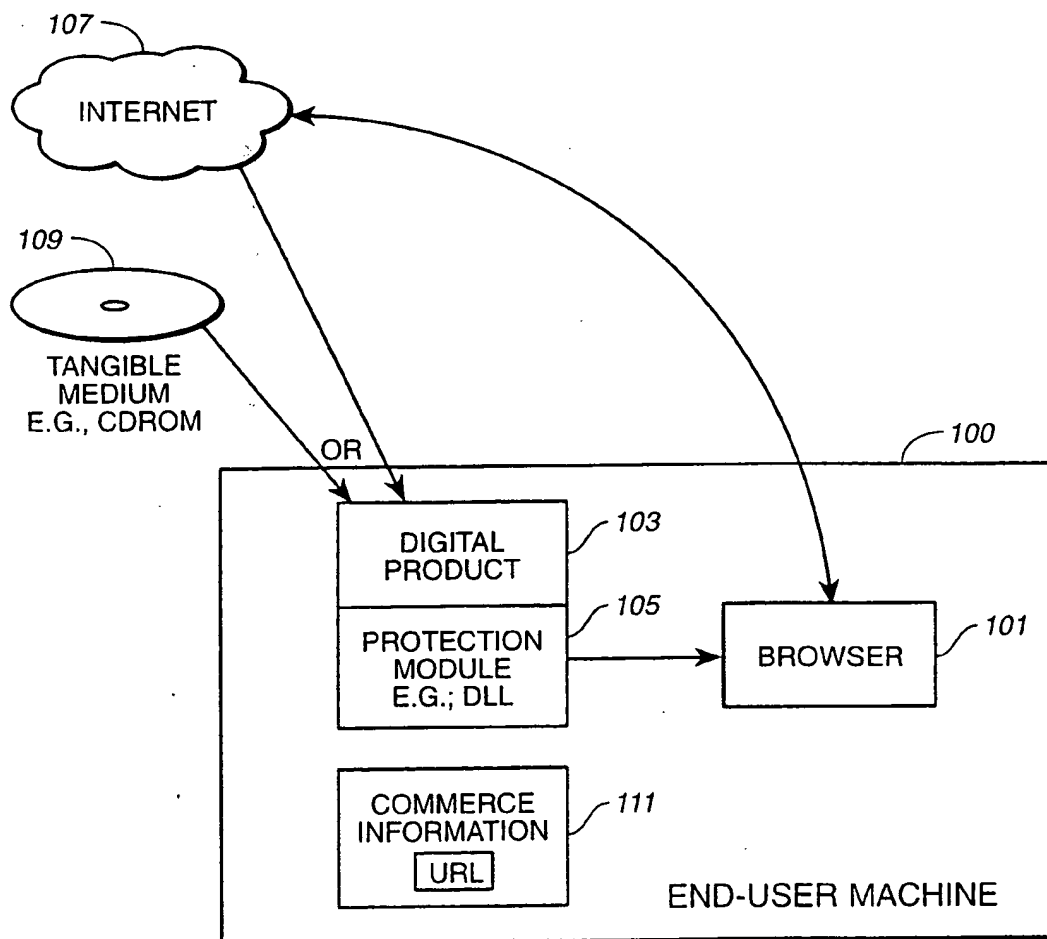 107
INTERNET
109
TANGIBLE
MEDIUM
E.G., CDROM
OR
100
DIGITAL
PRODUCT
103
PROTECTION
MODULE
E.G.; DLL
105
BROWSER
101
COMMERCE
INFORMATION
URL
111
END-USER MACHINE